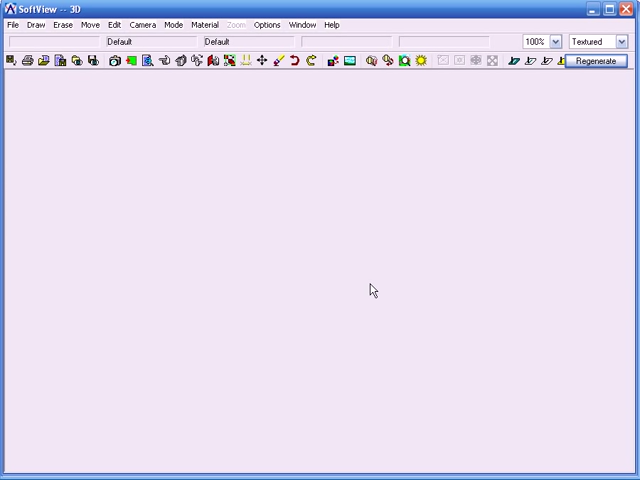 SoftView -- 3D
File Draw Erase Move Edit Camera Mode Material Zoom Options Window Help
Default Default 100% Textured
Regenerate